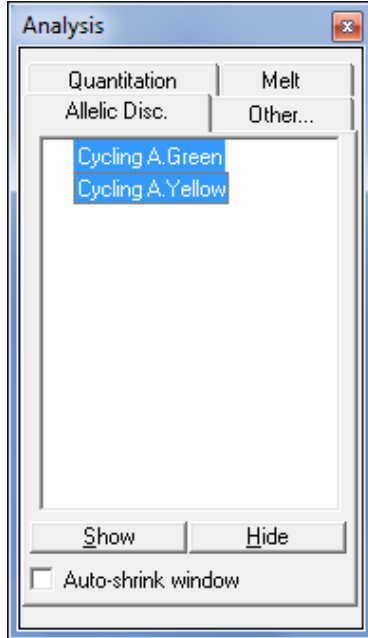 Analysis
Quantitation Melt
Allelic Disc. Other...
Cycling A.Green
Cycling A.Yellow
Show Hide
Auto-shrink window